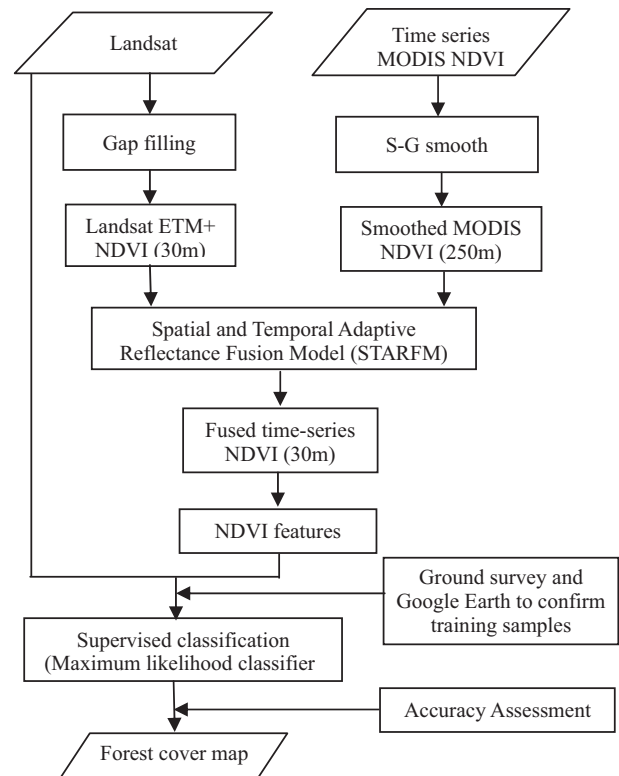 Landsat
Time series
MODIS NDVI
Gap filling
S-G smooth
Landsat ETM+
NDVI (30m)
Smoothed MODIS
NDVI (250m)
Spatial and Temporal Adaptive
Reflectance Fusion Model (STARFM)
Fused time-series
NDVI (30m)
NDVI features
Ground survey and
Google Earth to confirm
training samples
Supervised classification
(Maximum likelihood classifier
Accuracy Assessment
Forest cover map